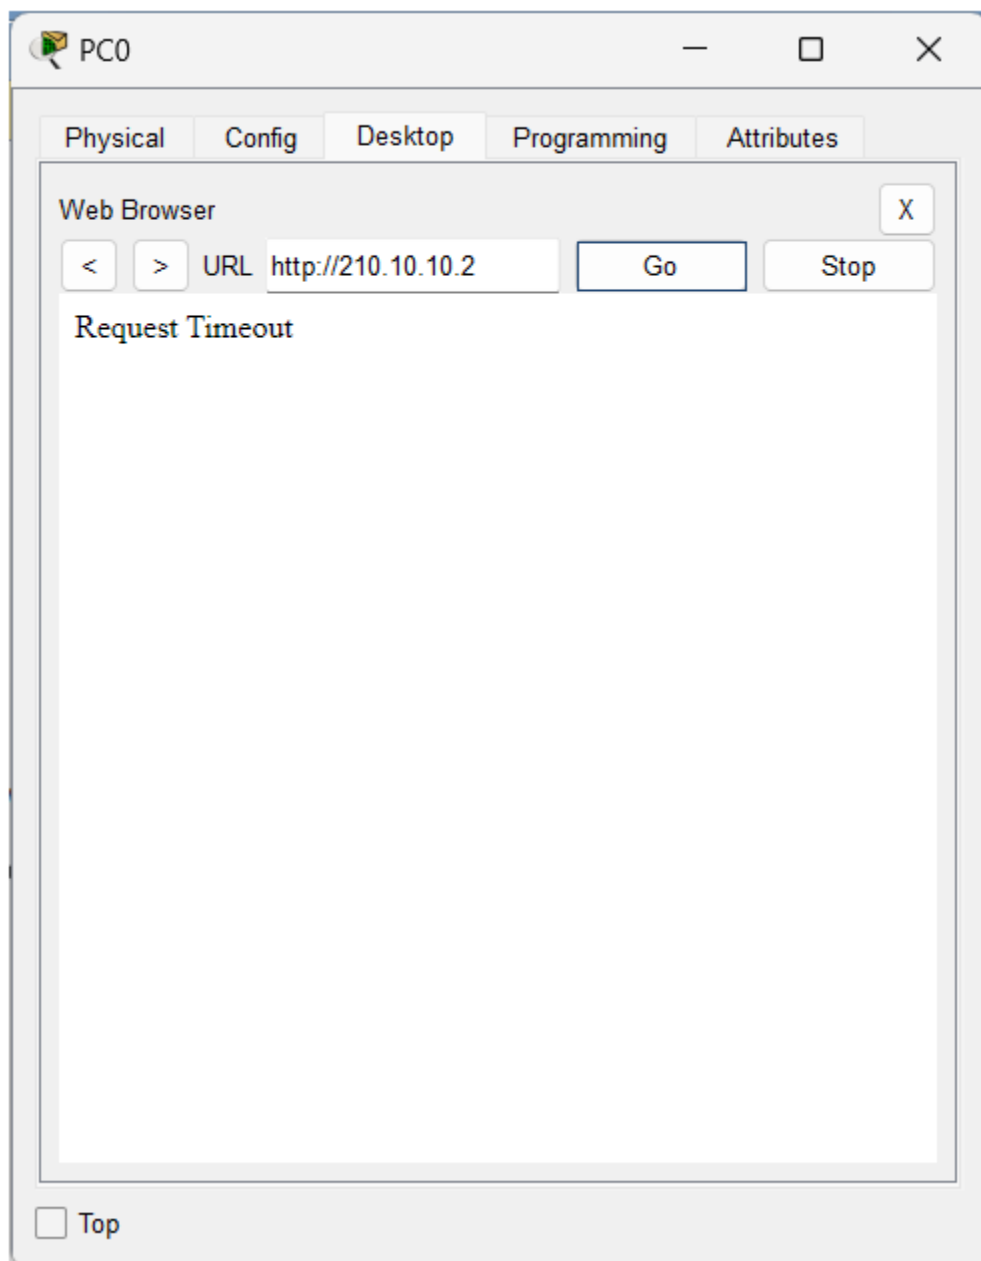 PC0
Physical Config Desktop Programming Attributes
Web Browser X
< > URL http://210.10.10.2 Go Stop
Request Timeout
Top